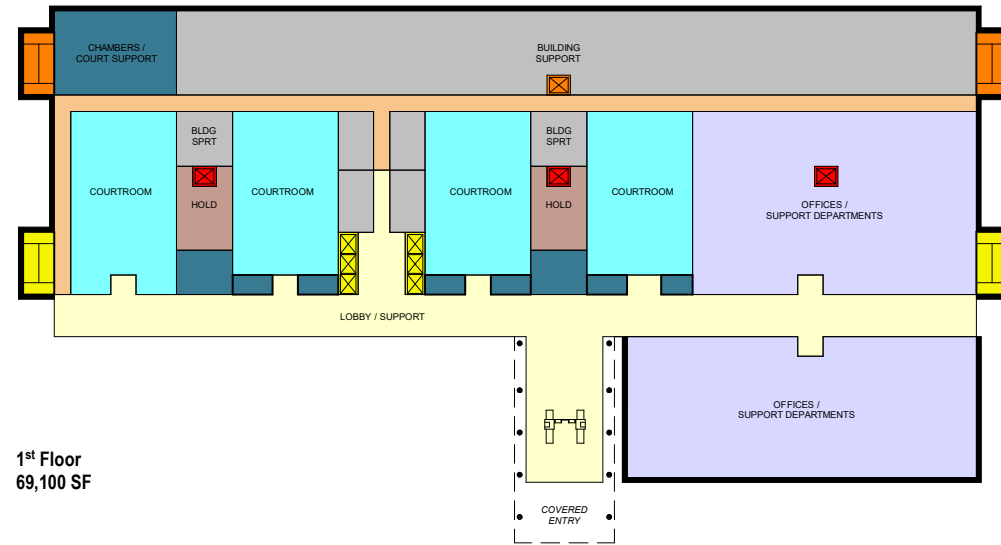 CHAMBERS /
COURT SUPPORT
BUILDING
SUPPORT
BLDG
SPRT
BLDG
SPRT
COURTROOM
HOLD
COURTROOM
COURTROOM
HOLD
COURTROOM
OFFICES /
SUPPORT DEPARTMENTS
LOBBY / SUPPORT
OFFICES /
SUPPORT DEPARTMENTS
1st Floor
69,100 SF
COVERED
ENTRY